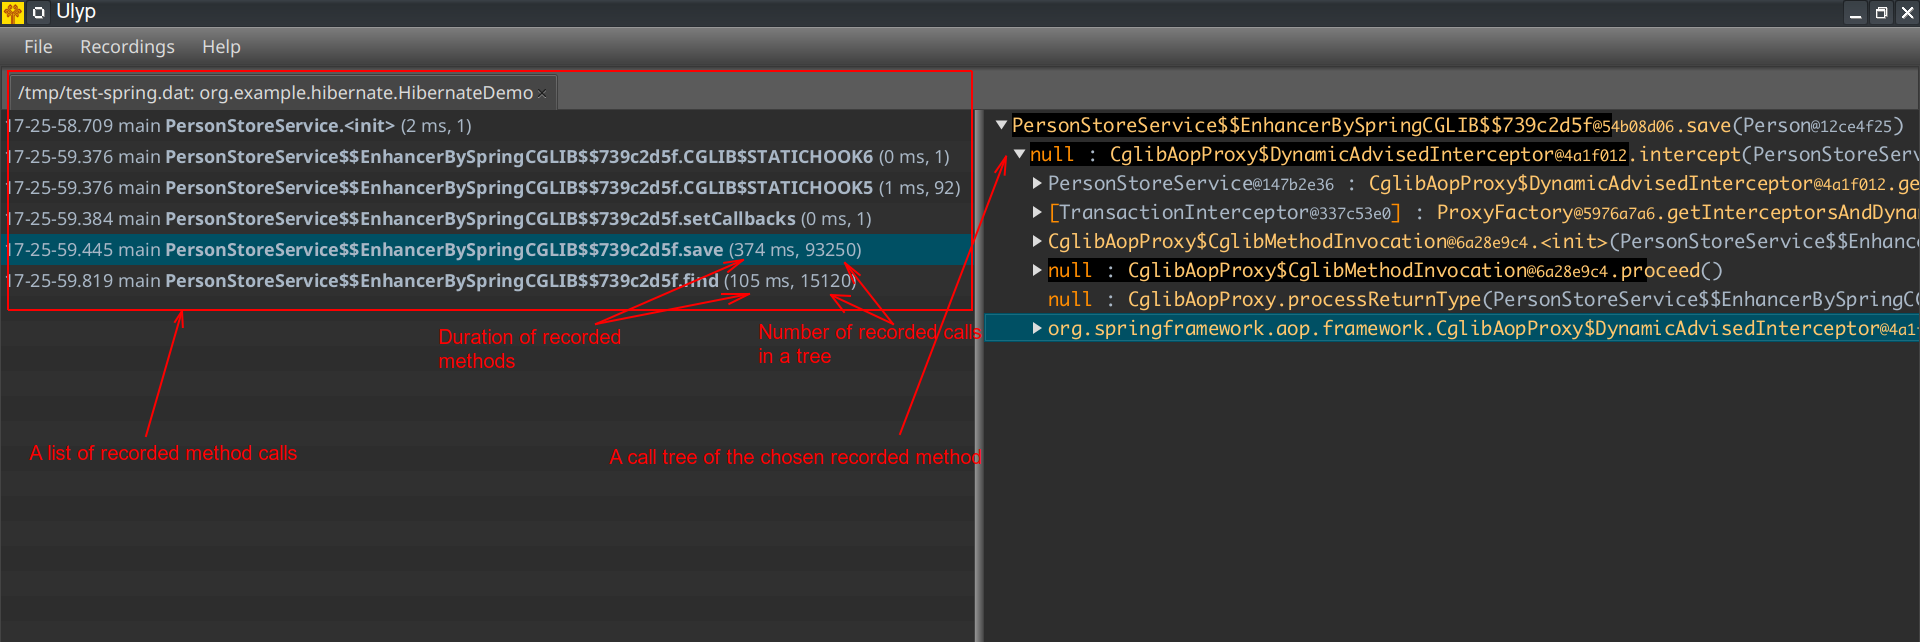 Ulyp
File Recordings Help
/tmp/test-spring.dat: org.example.hibernate.HibernateDemo ×
17-25-58.709 main PersonStoreService.<init> (2 ms, 1)
17-25-59.376 main PersonStoreService$$EnhancerBySpringCGLIB$$739c2d5f.CGLIB$STATICHOOK6 (0 ms, 1)
17-25-59.376 main PersonStoreService$$EnhancerBySpringCGLIB$$739c2d5f.CGLIB$STATICHOOK5 (1 ms, 92)
17-25-59.384 main PersonStoreService$$EnhancerBySpringCGLIB$$739c2d5f.setCallbacks (0 ms, 1)
17-25-59.445 main PersonStoreService$$EnhancerBySpringCGLIB$$739c2d5f.save (374 ms, 93250)
17-25-59.819 main PersonStoreService$$EnhancerBySpringCGLIB$$739c2d5f.find (105 ms, 15120)
Duration of recorded
methods
Number of recorded calls
in a tree
A list of recorded method calls
A call tree of the chosen recorded method
PersonStoreService$$EnhancerBySpringCGLIB$$739c2d5f@54b08d06.save(Person@12ce4f25)
null : CglibAopProxy$DynamicAdvisedInterceptor@4a1f012.intercept(PersonStoreServ
PersonStoreService@147b2e36 : CglibAopProxy$DynamicAdvisedInterceptor@4a1f012.ge
[TransactionInterceptor@337c53e0] : ProxyFactory@5976a7a6.getInterceptorsAndDyna
CglibAopProxy$CglibMethodInvocation@6a28e9c4.<init>(PersonStoreService$$Enhanc
null : CglibAopProxy$CglibMethodInvocation@6a28e9c4.proceed()
null : CglibAopProxy.processReturnType(PersonStoreService$$EnhancerBySpringC
org.springframework.aop.framework.CglibAopProxy$DynamicAdvisedInterceptor@4a1